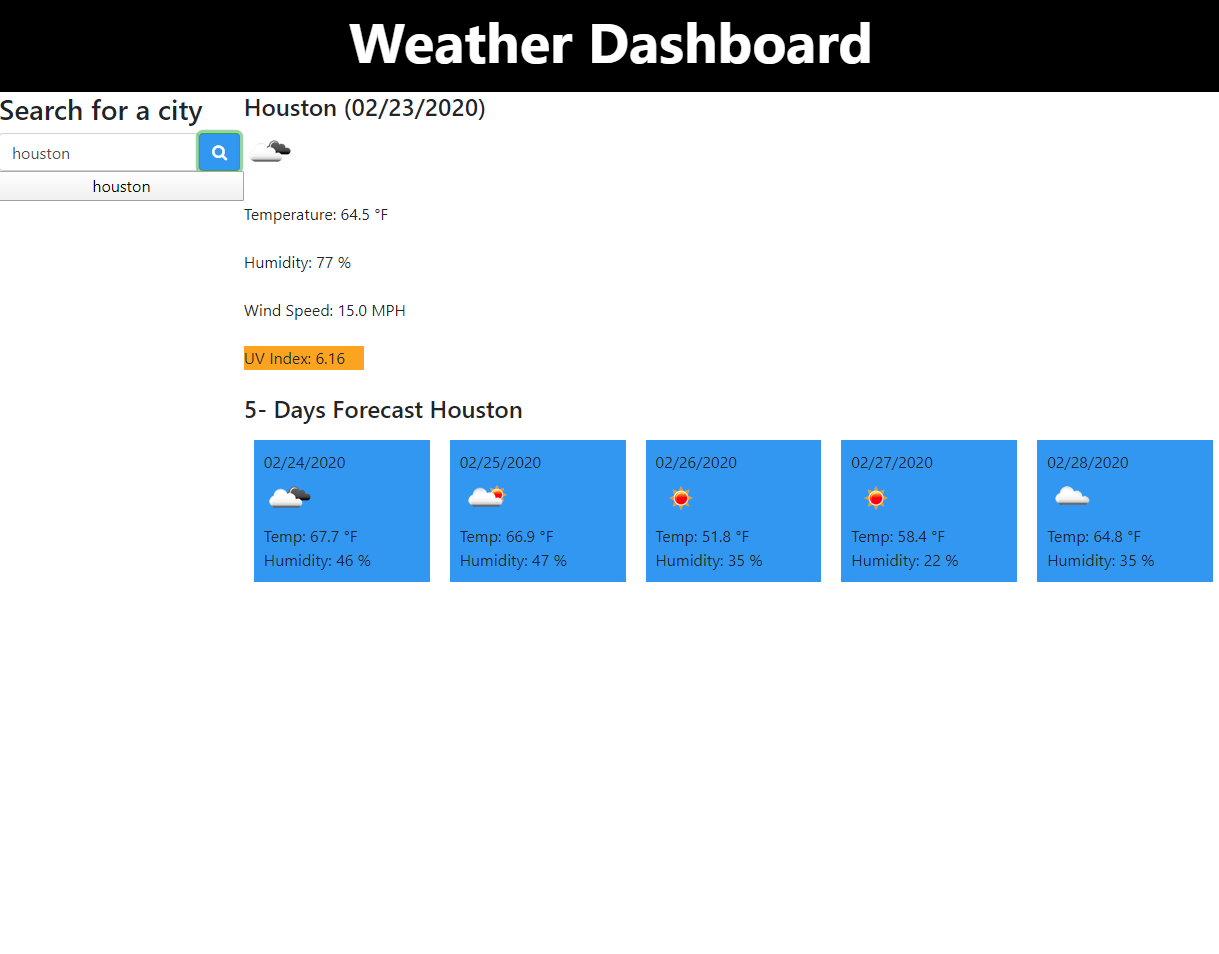 Weather Dashboard
Search for a city
houston
houston
Houston (02/23/2020)
Temperature: 64.5 °F
Humidity: 77 %
Wind Speed: 15.0 MPH
UV Index: 6.16
5- Days Forecast Houston
02/24/2020
Temp: 67.7 °F
Humidity: 46 %
02/25/2020
Temp: 66.9 °F
Humidity: 47 %
02/26/2020
Temp: 51.8 °F
Humidity: 35 %
02/27/2020
Temp: 58.4 °F
Humidity: 22 %
02/28/2020
Temp: 64.8 °F
Humidity: 35 %